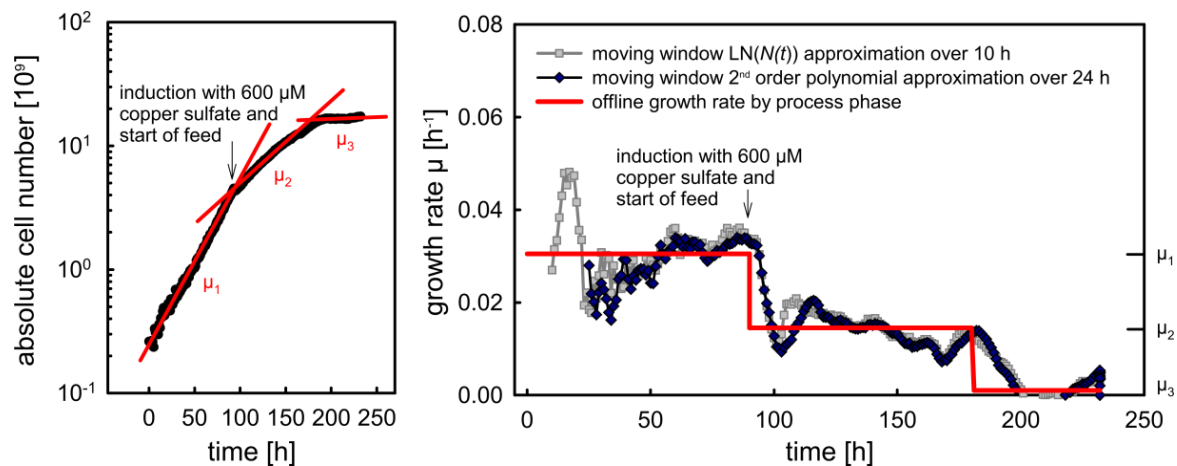 absolute cell number [10⁹]
10²
10¹
10⁰
10⁻¹
induction with 600 µM
copper sulfate and
start of feed
µ₁
µ₂
µ₃
0 50 100 150 200 250
time [h]
growth rate µ [h⁻¹]
0.08
0.06
0.04
0.02
0.00
moving window LN(N(t)) approximation over 10 h
moving window 2ⁿᵈ order polynomial approximation over 24 h
offline growth rate by process phase
induction with 600 µM
copper sulfate and
start of feed
µ₁
µ₂
µ₃
0 50 100 150 200 250
time [h]